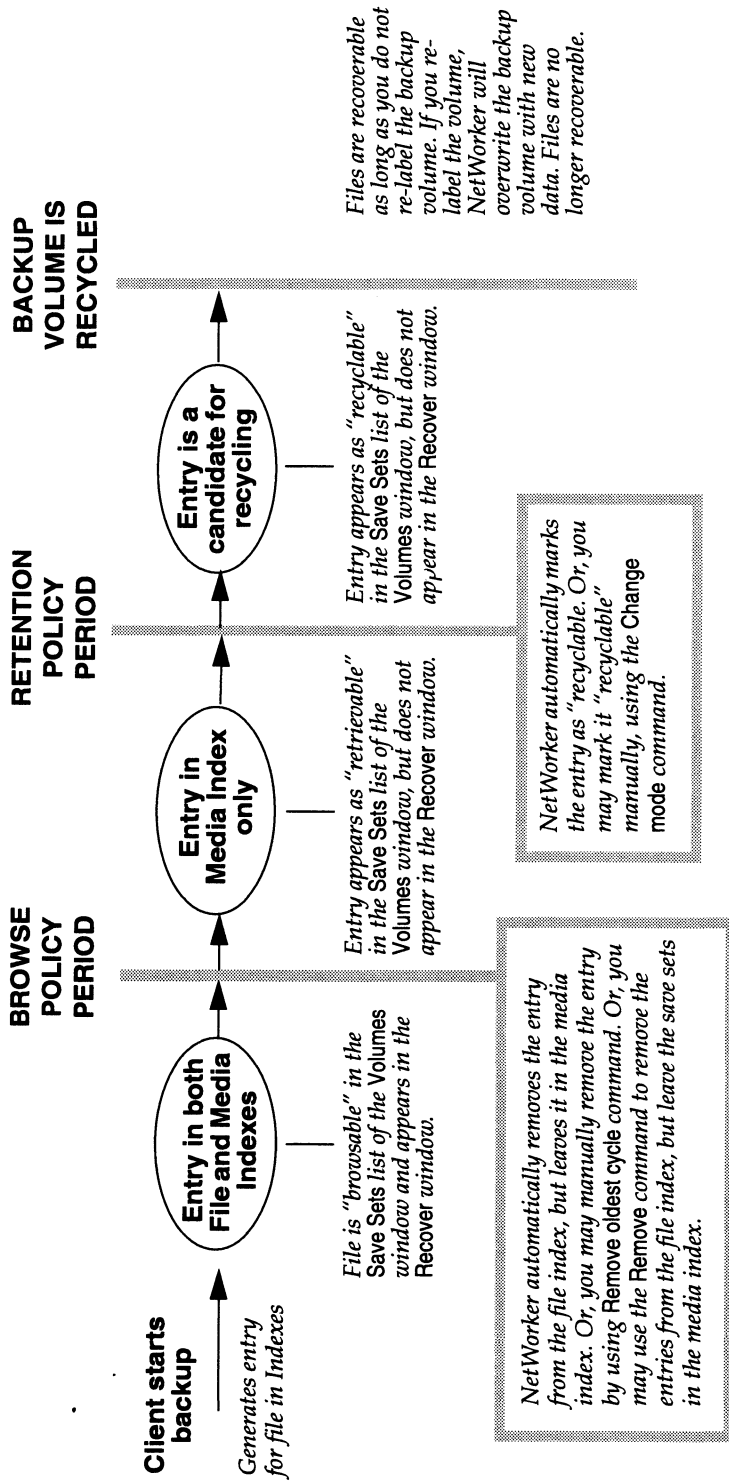 BROWSE
POLICY
PERIOD
RETENTION
POLICY
PERIOD
BACKUP
VOLUME IS
RECYCLED
Client starts
backup
Generates entry
for file in Indexes
Entry in both
File and Media
Indexes
File is "browsable" in the
Save Sets list of the Volumes
window and appears in the
Recover window.
Entry in
Media Index
only
Entry appears as "retrievable"
in the Save Sets list of the
Volumes window, but does not
appear in the Recover window.
Entry is a
candidate for
recycling
Entry appears as "recyclable"
in the Save Sets list of the
Volumes window, but does not
appear in the Recover window.
Files are recoverable
as long as you do not
re-label the backup
volume. If you re-
label the volume,
NetWorker will
overwrite the backup
volume with new
data. Files are no
longer recoverable.
NetWorker automatically removes the entry
from the file index, but leaves it in the media
index. Or, you may manually remove the entry
by using Remove oldest cycle command. Or, you
may use the Remove command to remove the
entries from the file index, but leave the save sets
in the media index.
NetWorker automatically marks
the entry as "recyclable. Or, you
may mark it "recyclable"
manually, using the Change
mode command.